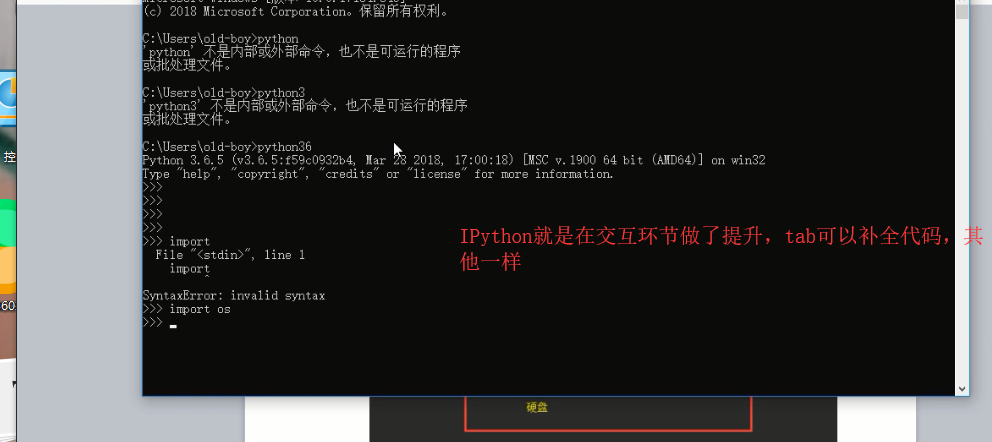 (c) 2018 Microsoft Corporation。保留所有权利。
C:\Users\old-boy>python
'python' 不是内部或外部命令，也不是可运行的程序
或批处理文件。
C:\Users\old-boy>python3
'python3' 不是内部或外部命令，也不是可运行的程序
或批处理文件。
C:\Users\old-boy>python36
Python 3.6.5 (v3.6.5:f59c0932b4, Mar 28 2018, 17:00:18) [MSC v.1900 64 bit (AMD64)] on win32
Type "help", "copyright", "credits" or "license" for more information.
>>>
>>>
>>>
>>>
>>> import
File "<stdin>", line 1
import
^
SyntaxError: invalid syntax
>>> import os
>>>
IPython就是在交互环节做了提升，tab可以补全代码，其
他一样
控
60
硬盘